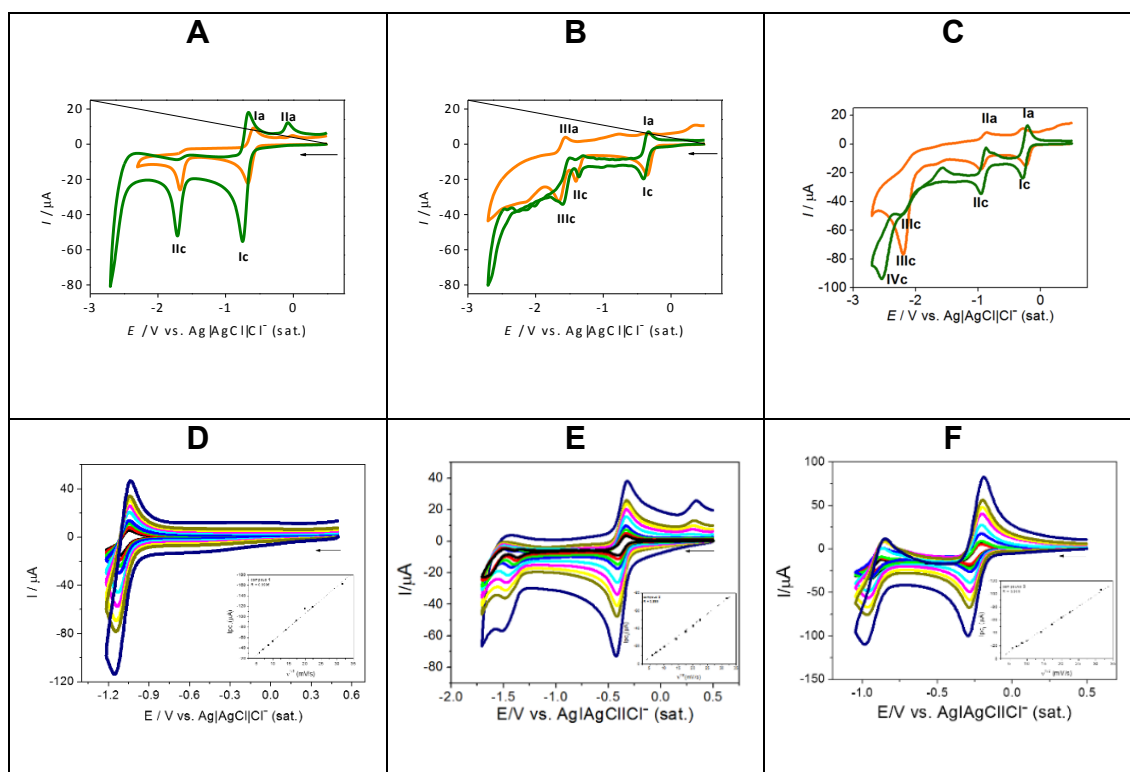 A
B
C
20
0
-20
-40
-60
-80
I / µA
Ia
IIa
IIc
Ic
-3
-2
-1
0
E / V vs. Ag|AgCl|Cl⁻ (sat.)
20
0
-20
-40
-60
-80
I / µA
IIIa
Ia
IIc
Ic
IIIc
-3
-2
-1
0
E / V vs. Ag|AgCl|Cl⁻ (sat.)
20
0
-20
-40
-60
-80
-100
I / µA
IIa
Ia
Ic
IIc
IIIc
IIIc
IVc
-3
-2
-1
0
E / V vs. Ag|AgCl|Cl⁻ (sat.)
D
E
F
40
0
-40
-80
-120
I / µA
-1.2
-0.9
-0.6
-0.3
0.0
0.3
0.6
E / V vs. Ag|AgCl|Cl⁻ (sat.)
40
20
0
-20
-40
-60
-80
I/µA
-2.0
-1.5
-1.0
-0.5
0.0
0.5
E/V vs. Ag|AgCl|Cl⁻ (sat.)
100
50
0
-50
-100
-150
I/µA
-1.0
-0.5
0.0
0.5
E/V vs. Ag|AgCl|Cl⁻ (sat.)